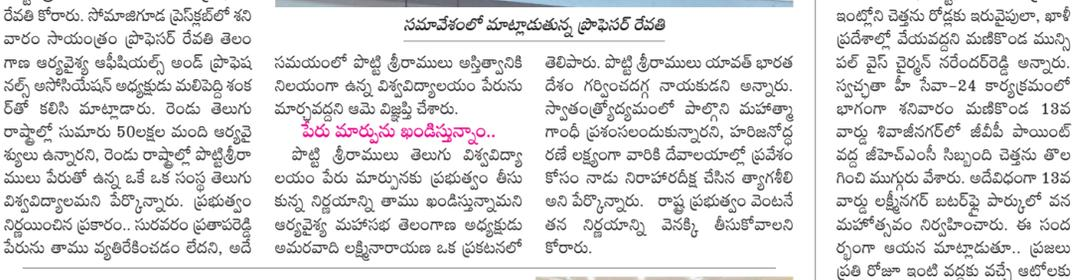 రేవతి కోరారు. సోమాజిగూడ ప్రెస్‌క్లబ్‌లో శని
వారం సాయంత్రం ప్రొఫెసర్ రేవతి తెలం
గాణ ఆర్యవైశ్య ఆఫీషియల్స్ అండ్ ప్రొఫెష
నల్స్ అసోసియేషన్ అధ్యక్షుడు మలిపెద్ది శంక
ర్‌తో కలిసి మాట్లాడారు. రెండు తెలుగు
రాష్ట్రాల్లో సుమారు 50లక్షల మంది ఆర్యవై
శ్యులు ఉన్నారని, రెండు రాష్ట్రాల్లో పొట్టిశ్రీరా
ములు పేరుతో ఉన్న ఒకే ఒక సంస్థ తెలుగు
విశ్వవిద్యాలమని పేర్కొన్నారు. ప్రభుత్వం
నిర్ణయించిన ప్రకారం.. సురవరం ప్రతాపరెడ్డి
పేరును తాము వ్యతిరేకించడం లేదని, అదే
సమావేశంలో మాట్లాడుతున్న ప్రొఫెసర్ రేవతి
సమయంలో పొట్టి శ్రీరాములు అస్తిత్వానికి
నిలయంగా ఉన్న విశ్వవిద్యాలయం పేరును
మార్చవద్దని ఆమె విజ్ఞప్తి చేశారు.
పేరు మార్పును ఖండిస్తున్నాం..
పొట్టి శ్రీరాములు తెలుగు విశ్వవిద్యా
లయం పేరు మార్పునకు ప్రభుత్వం తీసు
కున్న నిర్ణయాన్ని తాము ఖండిస్తున్నామని
ఆర్యవైశ్య మహాసభ తెలంగాణ అధ్యక్షుడు
అమరవాది లక్ష్మినారాయణ ఒక ప్రకటనలో
తెలిపారు. పొట్టి శ్రీరాములు యావత్ భారత
దేశం గర్వించదగ్గ నాయకుడని అన్నారు.
స్వాతంత్య్రోద్యమంలో పాల్గొని మహాత్మా
గాంధీ ప్రశంసలందుకున్నారని, హరిజనోద్ధ
రణే లక్ష్యంగా వారికి దేవాలయాల్లో ప్రవేశం
కోసం నాడు నిరాహారదీక్ష చేసిన త్యాగశీలి
అని పేర్కొన్నారు. రాష్ట్ర ప్రభుత్వం వెంటనే
తన నిర్ణయాన్ని వెనక్కి తీసుకోవాలని
కోరారు.
ఇంట్లోని చెత్తను రోడ్లకు ఇరువైపులా, ఖాళీ
ప్రదేశాల్లో వేయవద్దని మణికొండ మున్సి
పల్ వైస్ చైర్మన్ నరేందర్‌రెడ్డి అన్నారు.
స్వచ్ఛతా హీ సేవా-24 కార్యక్రమంలో
భాగంగా శనివారం మణికొండ 13వ
వార్డు శివాజీనగర్‌లో జీవీపీ పాయింట్
వద్ద జీహెచ్ఎంసీ సిబ్బంది చెత్తను తొల
గించి ముగ్గురు వేశారు. అదేవిధంగా 13వ
వార్డు లక్ష్మీనగర్ బటర్‌ఫ్లై పార్కులో వన
మహోత్సవం నిర్వహించారు. ఈ సంద
ర్భంగా ఆయన మాట్లాడుతూ.. ప్రజలు
ప్రతి రోజూ ఇంటి వద్దకు వచ్చే ఆటోలకు